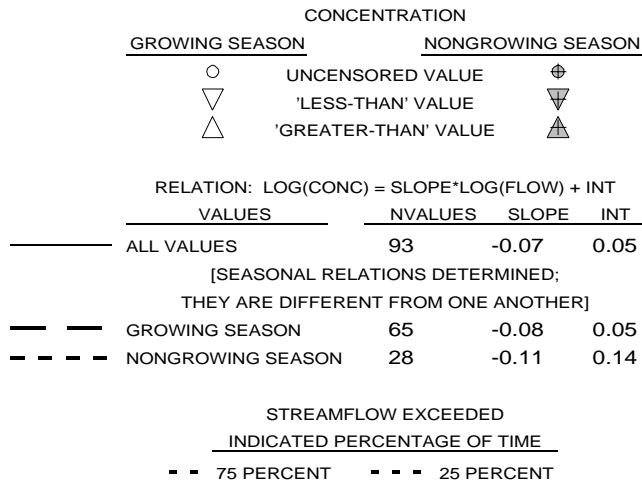 CONCENTRATION
GROWING SEASON NONGROWING SEASON
UNCENSORED VALUE
'LESS-THAN' VALUE
'GREATER-THAN' VALUE
RELATION: LOG(CONC) = SLOPE*LOG(FLOW) + INT
VALUES NVALUES SLOPE INT
ALL VALUES 93 -0.07 0.05
[SEASONAL RELATIONS DETERMINED;
THEY ARE DIFFERENT FROM ONE ANOTHER]
GROWING SEASON 65 -0.08 0.05
NONGROWING SEASON 28 -0.11 0.14
STREAMFLOW EXCEEDED
INDICATED PERCENTAGE OF TIME
75 PERCENT 25 PERCENT